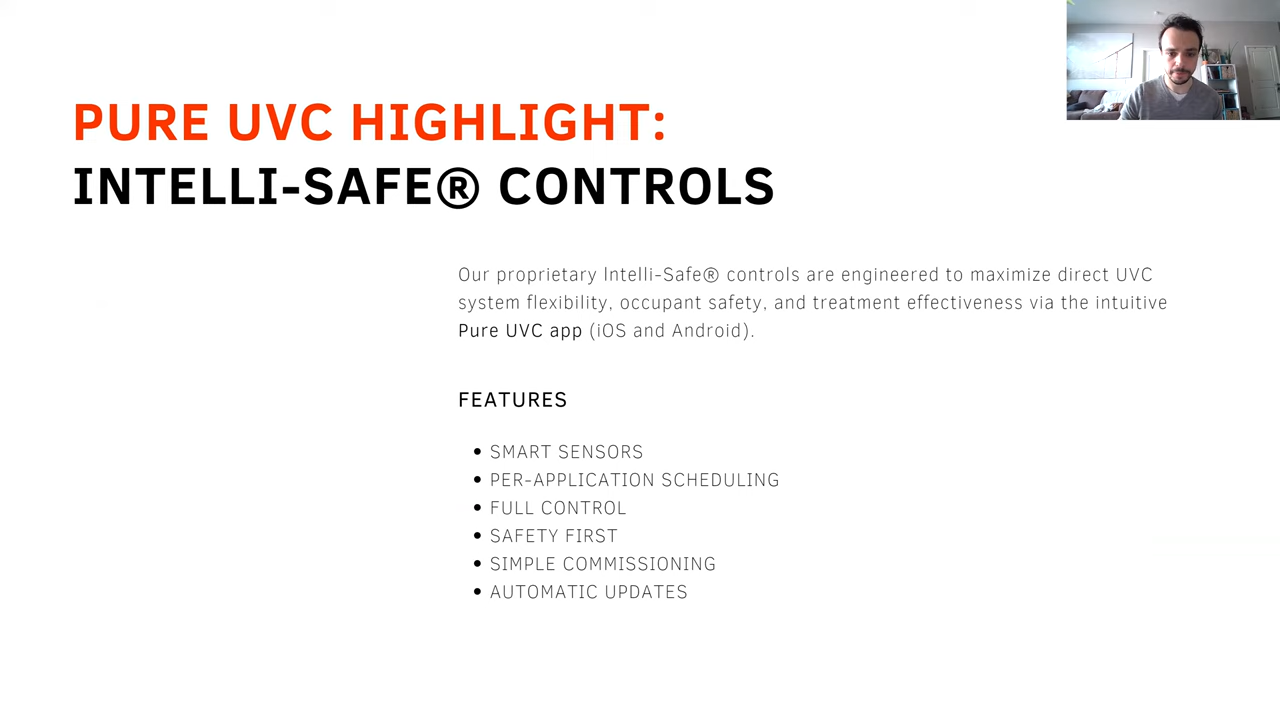 PURE UVC HIGHLIGHT:
INTELLI-SAFE® CONTROLS
Our proprietary Intelli-Safe® controls are engineered to maximize direct UVC
system flexibility, occupant safety, and treatment effectiveness via the intuitive
Pure UVC app (iOS and Android).
FEATURES
• SMART SENSORS
• PER-APPLICATION SCHEDULING
• FULL CONTROL
• SAFETY FIRST
• SIMPLE COMMISSIONING
• AUTOMATIC UPDATES